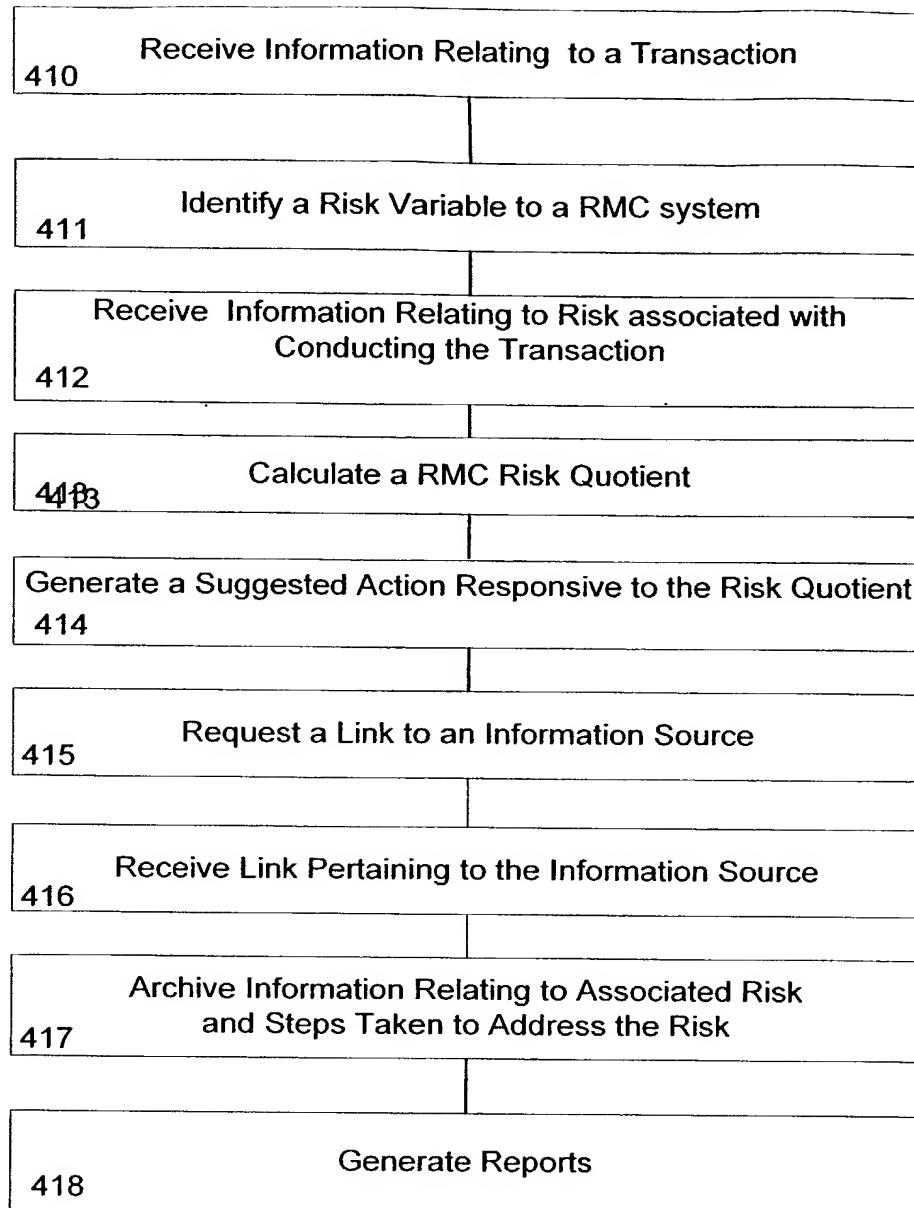 Receive Information Relating to a Transaction
410
Identify a Risk Variable to a RMC system
411
Receive Information Relating to Risk associated with
Conducting the Transaction
412
Calculate a RMC Risk Quotient
413
Generate a Suggested Action Responsive to the Risk Quotient
414
Request a Link to an Information Source
415
Receive Link Pertaining to the Information Source
416
Archive Information Relating to Associated Risk
and Steps Taken to Address the Risk
417
Generate Reports
418